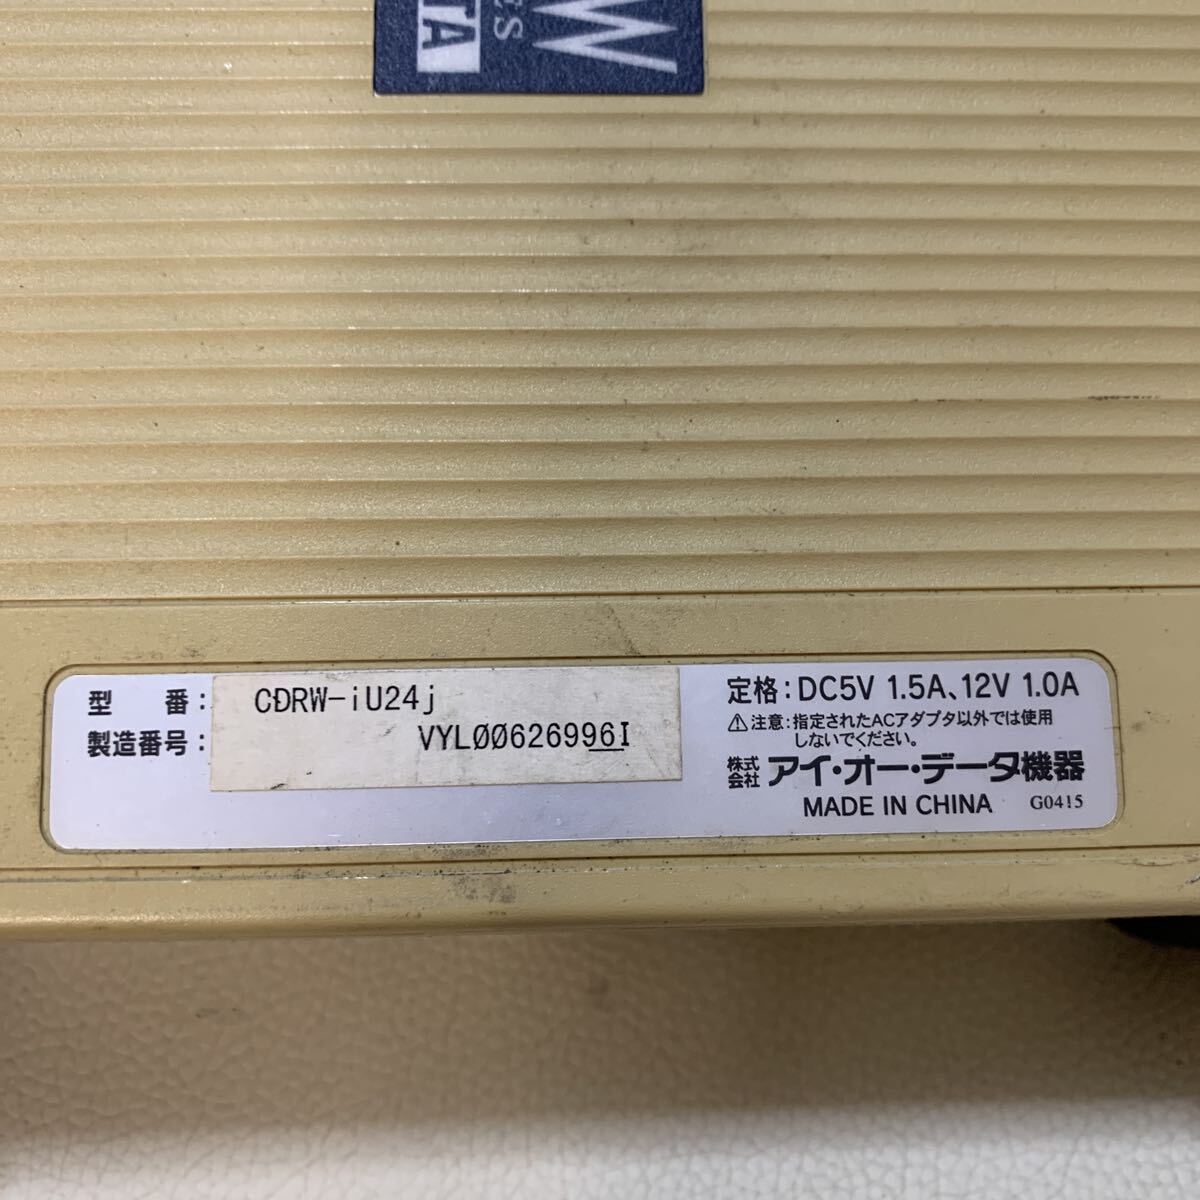 W
ES
TA
型 番: CDRW-iU24j
製造番号: VYL00626996I
定格:DC5V 1.5A、12V 1.0A
⚠注意:指定されたACアダプタ以外では使用
しないでください。
株式会社 アイ・オー・データ機器
MADE IN CHINA G0415